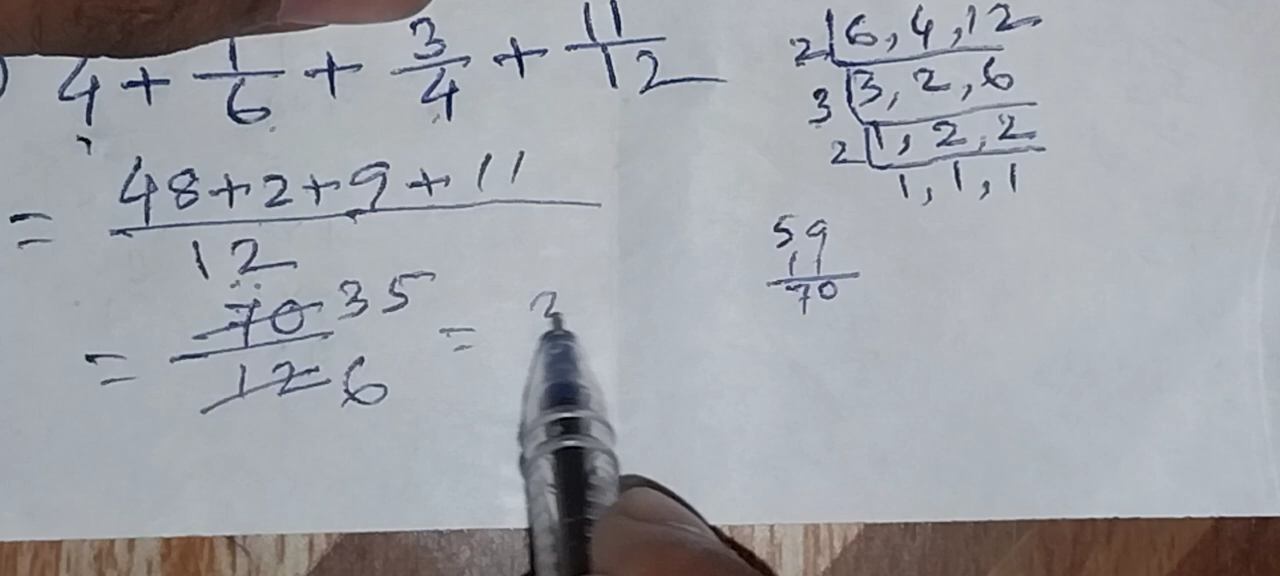 ) 4 + 1/6 + 3/4 + 11/12
= 48+2+9+11/12
= 70/12 35/6 = 3
2 | 6, 4, 12
3 | 3, 2, 6
2 | 1, 2, 2
1, 1, 1
59
11
70